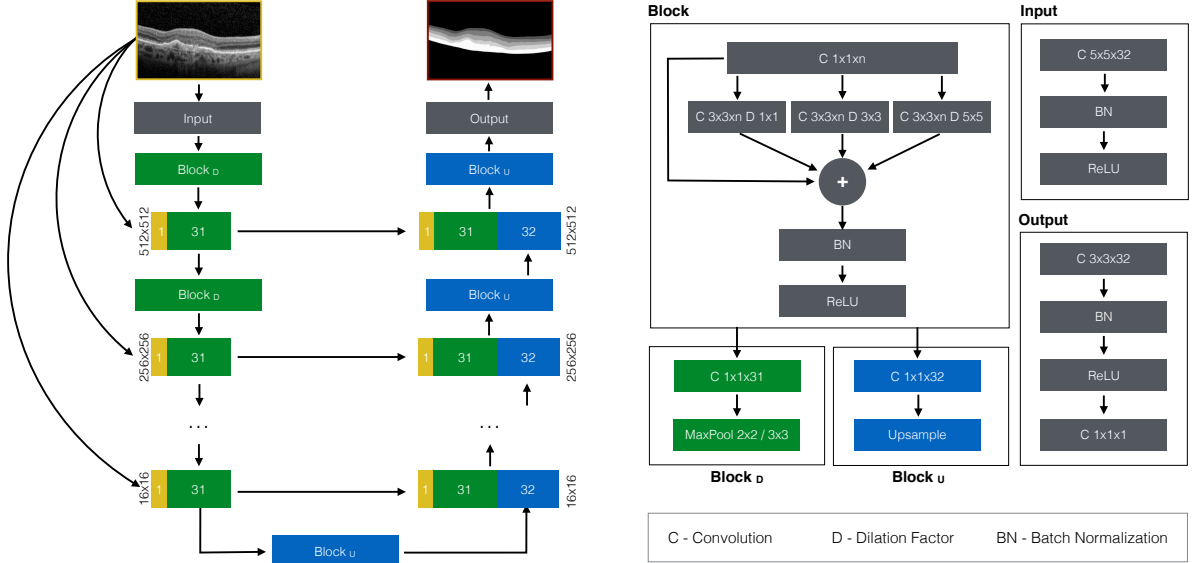 Input
Block D
1 31
512x512
Block D
1 31
256x256
...
1 31
16x16
Block U
Output
Block U
1 31 32
512x512
Block U
1 31 32
256x256
...
1 31 32
16x16
Block
C 1x1xn
C 3x3xn D 1x1
C 3x3xn D 3x3
C 3x3xn D 5x5
+
BN
ReLU
C 1x1x31
MaxPool 2x2 / 3x3
Block D
C 1x1x32
Upsample
Block U
Input
C 5x5x32
BN
ReLU
Output
C 3x3x32
BN
ReLU
C 1x1x1
C - Convolution
D - Dilation Factor
BN - Batch Normalization